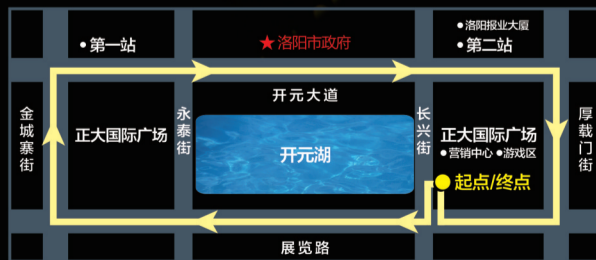 •洛阳报业大厦
•第一站
★洛阳市政府
•第二站
开元大道
金城寨街
正大国际广场
永泰街
开元湖
长兴街
正大国际广场
•营销中心 •游戏区
厚载门街
起点/终点
展览路